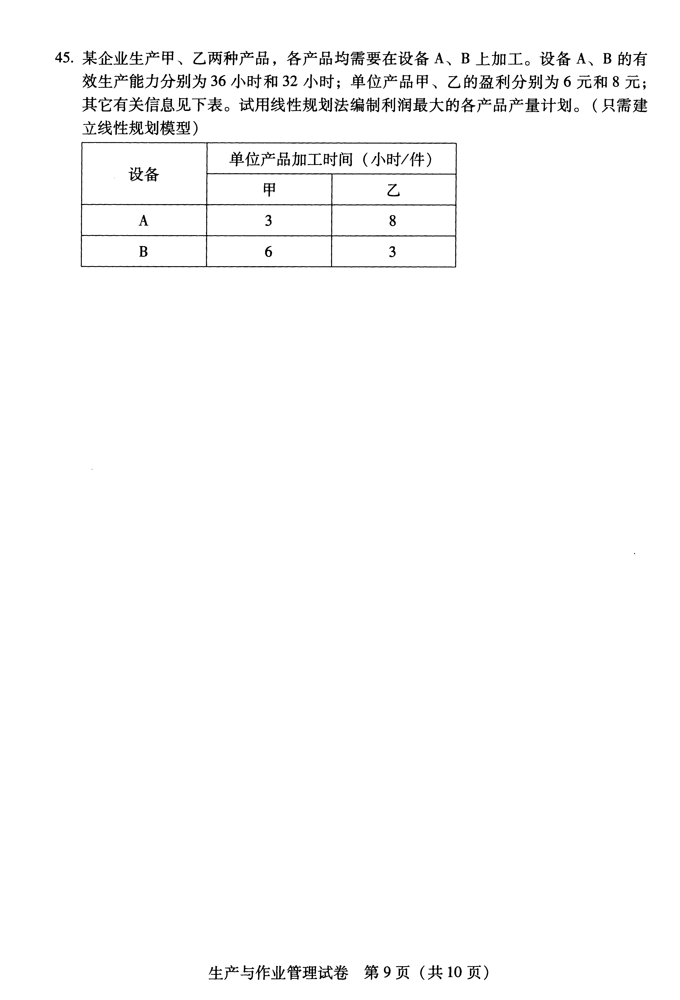 45. 某企业生产甲、乙两种产品，各产品均需要在设备 A、B 上加工。设备 A、B 的有
效生产能力分别为 36 小时和 32 小时；单位产品甲、乙的盈利分别为 6 元和 8 元；
其它有关信息见下表。试用线性规划法编制利润最大的各产品产量计划。（只需建
立线性规划模型）
设备 单位产品加工时间（小时/件）
甲 乙
A 3 8
B 6 3
生产与作业管理试卷 第 9 页（共 10 页）